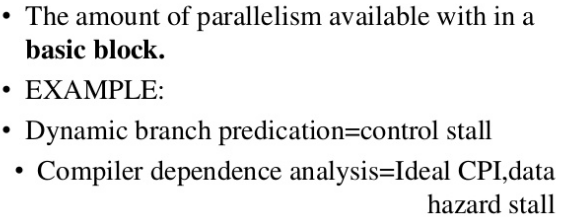 • The amount of parallelism available with in a
basic block.
• EXAMPLE:
• Dynamic branch predication=control stall
• Compiler dependence analysis=Ideal CPI,data
hazard stall